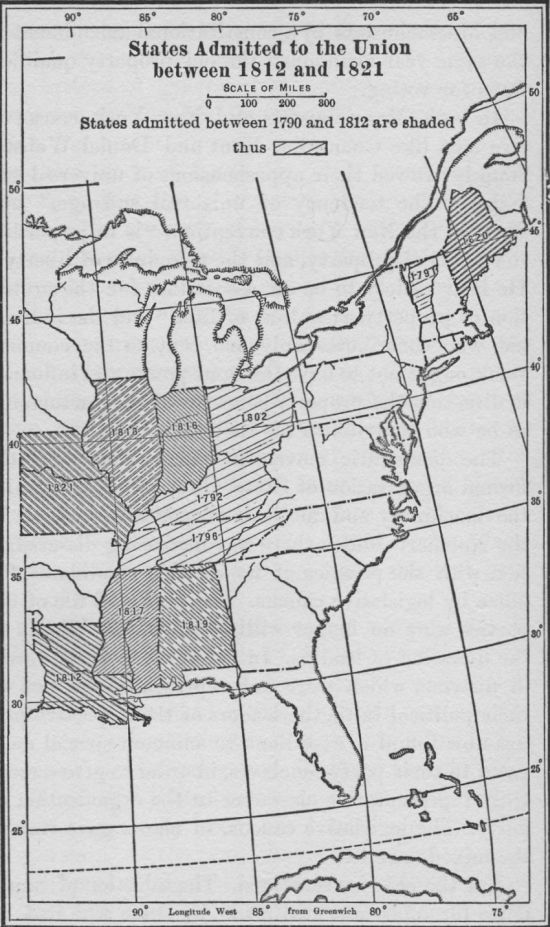 90° 85° 80° 75° 70° 65°
States Admitted to the Union
between 1812 and 1821
SCALE OF MILES
0 100 200 300
States admitted between 1790 and 1812 are shaded
thus
50
50
1820
1791
45
45
1802
1818
1816
40
40
1821
1792
35
1796
35
1817
1819
30
1812
30
25
25
90 Longitude West 85 from Greenwich 80 75